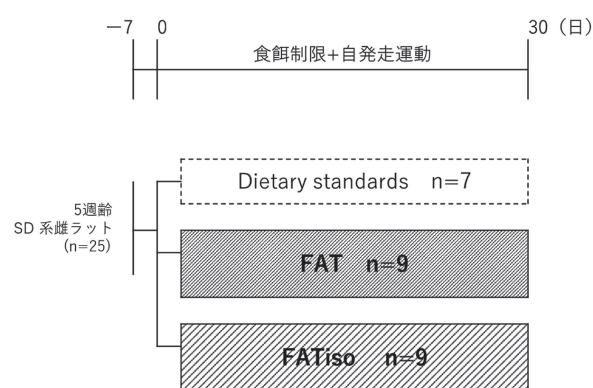 −7 0 30（日）
食餌制限+自発走運動
Dietary standards n=7
5週齢
SD 系雌ラット
(n=25)
FAT n=9
FATiso n=9